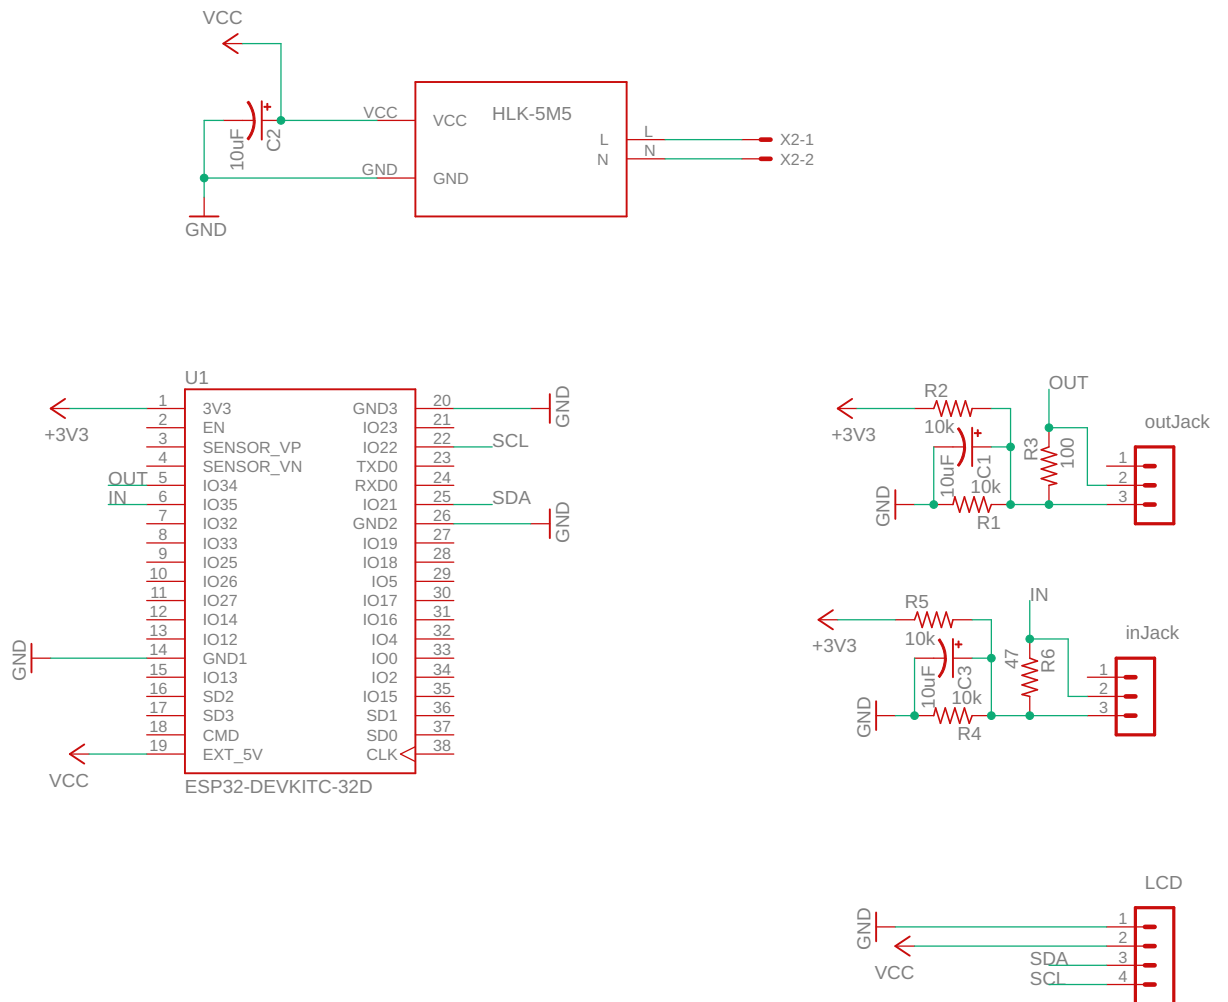 VCC
10uF
C2
VCC
GND
GND
HLK-5M5
VCC
GND
L
N
L
N
X2-1
X2-2
U1
+3V3
OUT
IN
GND
VCC
1 3V3
2 EN
3 SENSOR_VP
4 SENSOR_VN
5 IO34
6 IO35
7 IO32
8 IO33
9 IO25
10 IO26
11 IO27
12 IO14
13 IO12
14 GND1
15 IO13
16 SD2
17 SD3
18 CMD
19 EXT_5V
GND3 20
IO23 21
IO22 22
TXD0 23
RXD0 24
IO21 25
GND2 26
IO19 27
IO18 28
IO5 29
IO17 30
IO16 31
IO4 32
IO0 33
IO2 34
IO15 35
SD1 36
SD0 37
CLK 38
GND
SCL
SDA
GND
ESP32-DEVKITC-32D
R2
10k
+3V3
10uF
C1
10k
R1
GND
OUT
R3
100
outJack
1
2
3
R5
10k
+3V3
10uF
C3
10k
R4
GND
IN
47
R6
inJack
1
2
3
LCD
GND
VCC
SDA
SCL
1
2
3
4